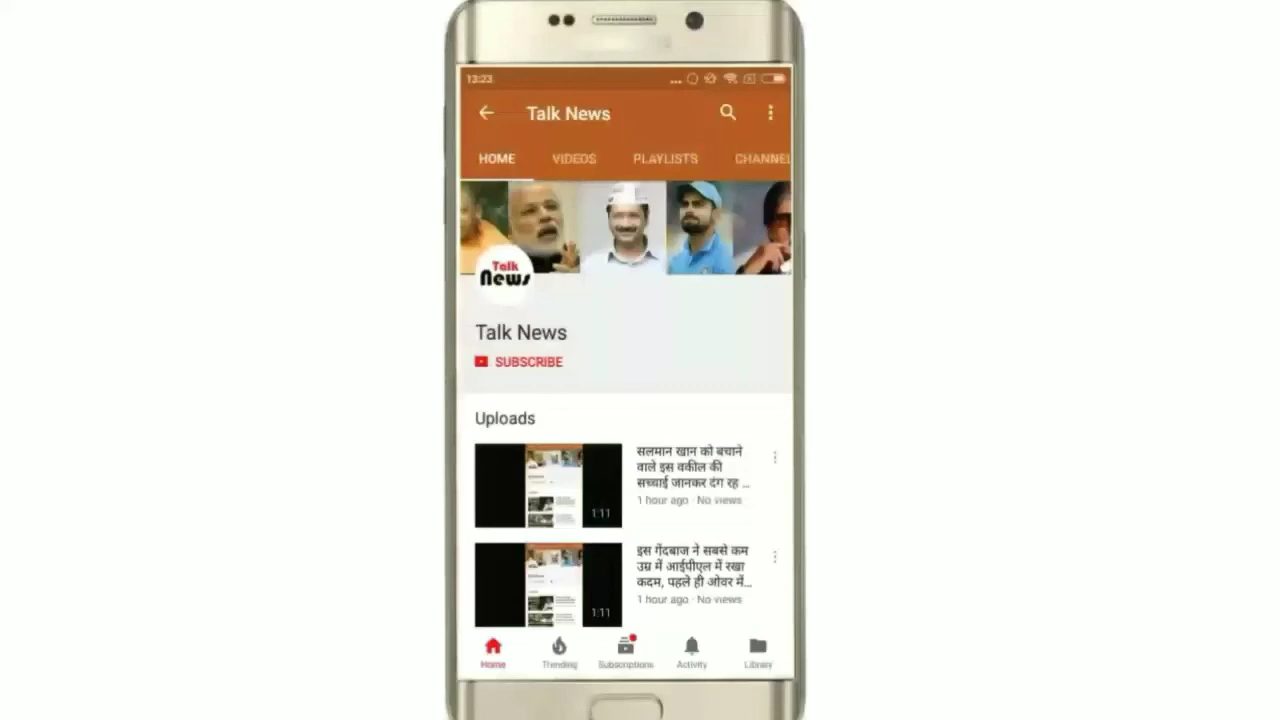 13:23
Talk News
HOME VIDEOS PLAYLISTS CHANNEL
Talk
News
Talk News
SUBSCRIBE
Uploads
सलमान खान को बचाने
वाले इस वकील की
सच्चाई जानकर दंग रह ...
1 hour ago · No views
1:11
इस गेंदबाज ने सबसे कम
उम्र में आईपीएल में रखा
कदम, पहले ही ओवर में...
1 hour ago · No views
1:11
Home Trending Subscriptions Activity Library